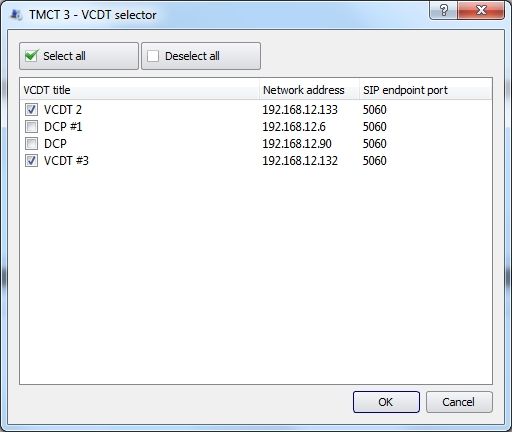 TMCT 3 - VCDT selector
Select all Deselect all
VCDT title Network address SIP endpoint port
VCDT 2 192.168.12.133 5060
DCP #1 192.168.12.6 5060
DCP 192.168.12.90 5060
VCDT #3 192.168.12.132 5060
OK Cancel